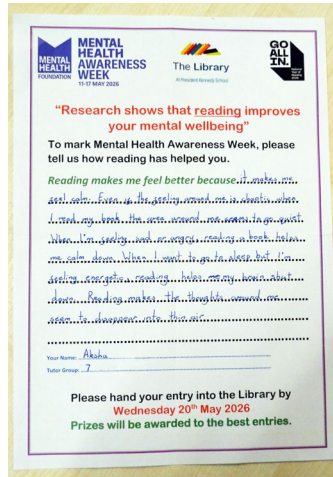 MENTAL HEALTH FOUNDATION
MENTAL HEALTH AWARENESS WEEK
11-17 MAY 2026
The Library
At President Kennedy School
GO ALL IN.
"Research shows that reading improves
your mental wellbeing"
To mark Mental Health Awareness Week, please
tell us how reading has helped you.
Reading makes me feel better because it makes me
feel calm. Even is the feeling around me is chaotic when
I read my book the area around me seems to go quiet.
When I'm feeling sad or angry, reading a book helps
me calm down. When I want to go to sleep but I'm
feeling energetic reading helps me my brain shut
down. Reading makes the thoughts around me
seem to disappear into thin air.
Your Name: Aksha
Tutor Group: 7
Please hand your entry into the Library by
Wednesday 20th May 2026
Prizes will be awarded to the best entries.